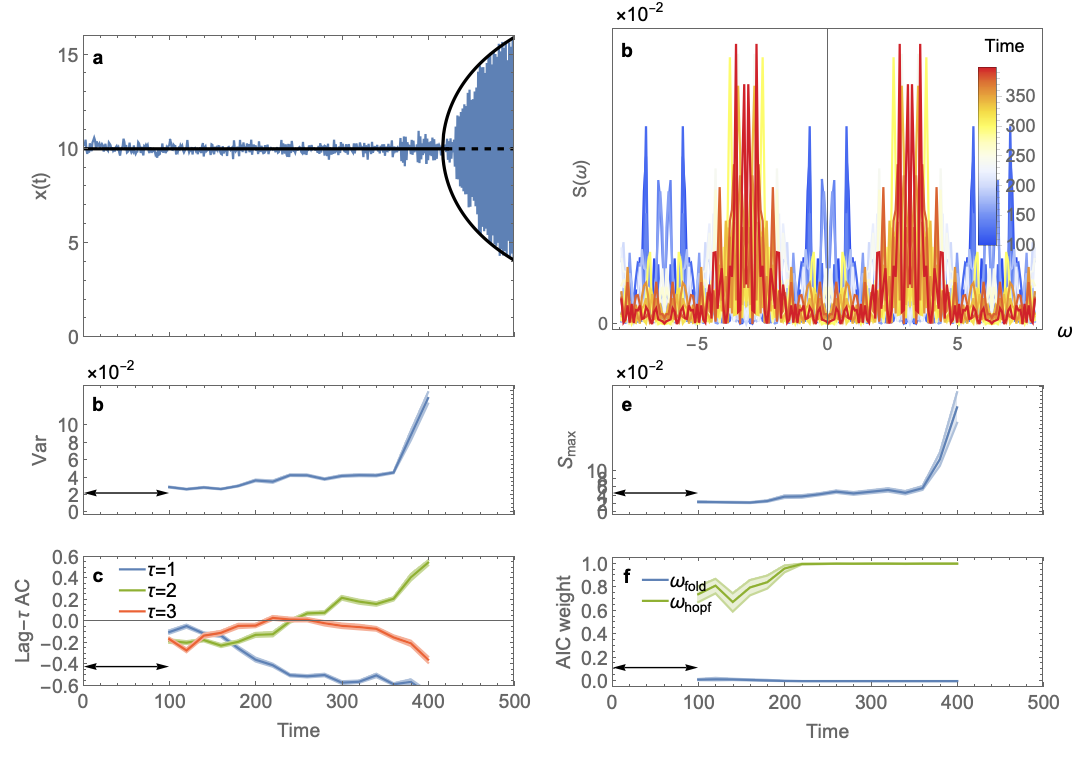 a
x(t)
15
10
5
0
×10−2
b
S(ω)
0
−5
0
5
ω
Time
350
300
250
200
150
100
×10−2
b
Var
10
8
6
4
2
0
×10−2
e
Smax
10
8
6
4
2
0
c
τ=1
τ=2
τ=3
Lag−τ AC
0.6
0.4
0.2
0.0
−0.2
−0.4
−0.6
0
100
200
300
400
500
Time
f
ωfold
ωhopf
AIC weight
1.0
0.8
0.6
0.4
0.2
0.0
0
100
200
300
400
500
Time